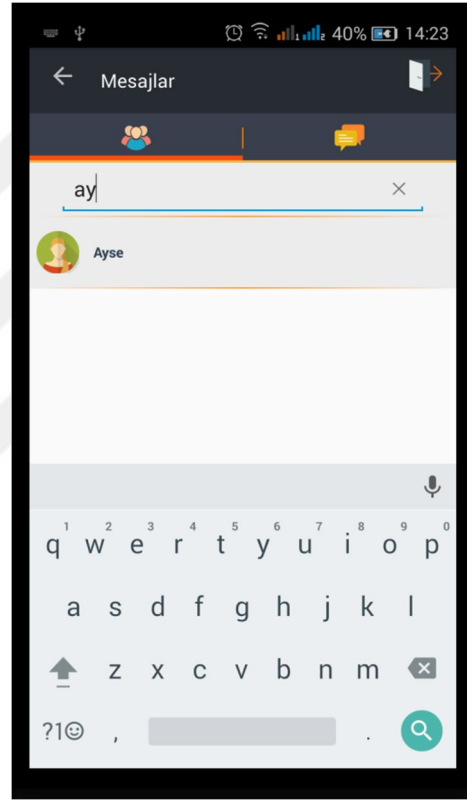 40% 14:23
Mesajlar
ay
Ayse
1 2 3 4 5 6 7 8 9 0
q w e r t y u i o p
a s d f g h j k l
z x c v b n m
?1☺ , .